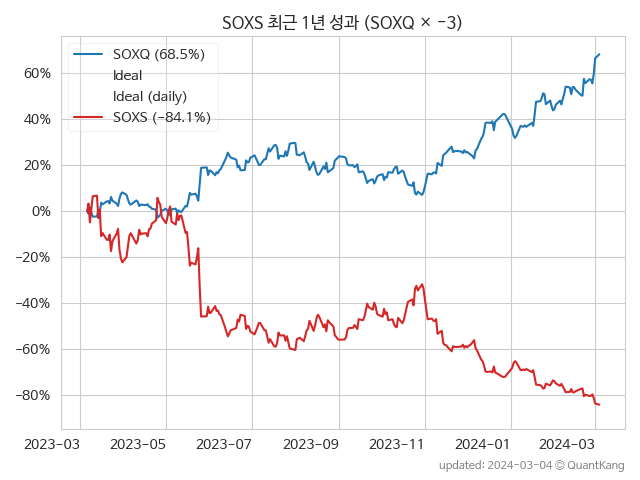 SOXS 최근 1년 성과 (SOXQ × −3)
SOXQ (68.5%)
Ideal
Ideal (daily)
SOXS (−84.1%)
60%
40%
20%
0%
−20%
−40%
−60%
−80%
2023−03 2023−05 2023−07 2023−09 2023−11 2024−01 2024−03
updated: 2024−03−04 © QuantKang